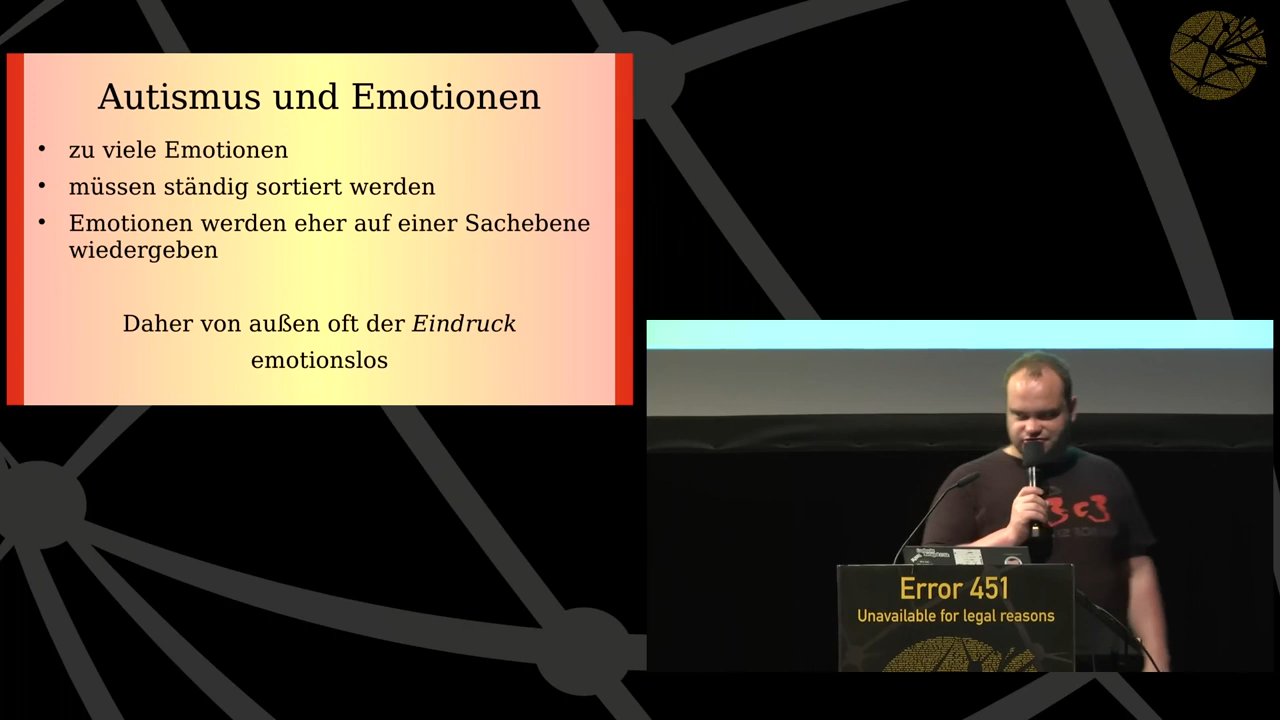 Autismus und Emotionen
• zu viele Emotionen
• müssen ständig sortiert werden
• Emotionen werden eher auf einer Sachebene
wiedergeben
Daher von außen oft der Eindruck
emotionslos
3c3
Error 451
Unavailable for legal reasons